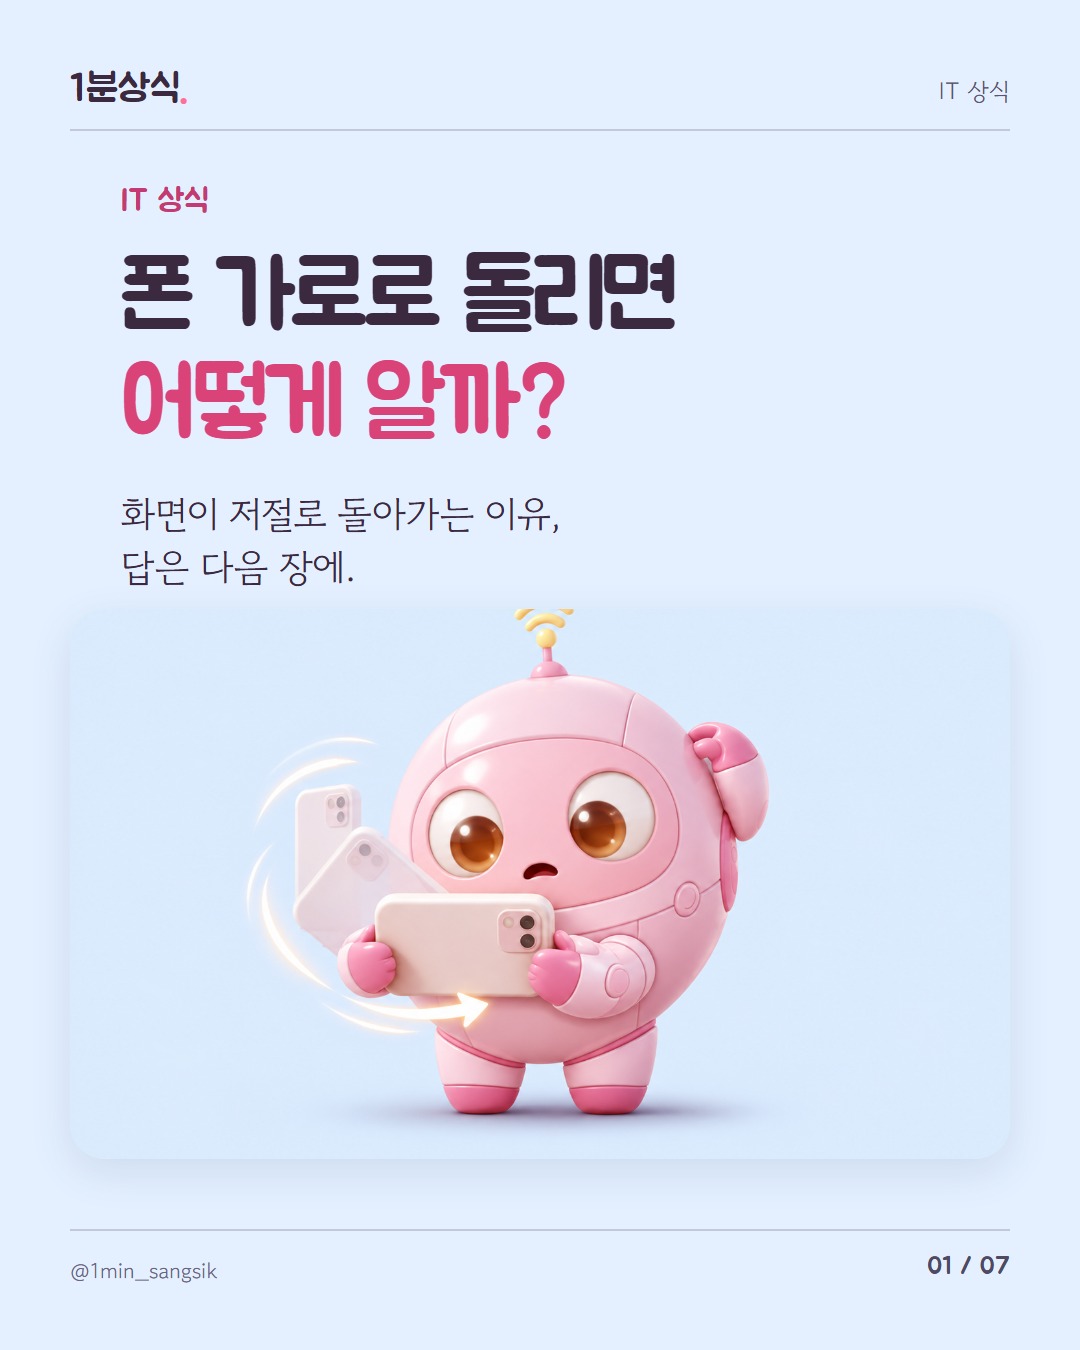 1분상식.
IT 상식
IT 상식
폰 가로로 돌리면
어떻게 알까?
화면이 저절로 돌아가는 이유,
답은 다음 장에.
@1min_sangsik
01 / 07